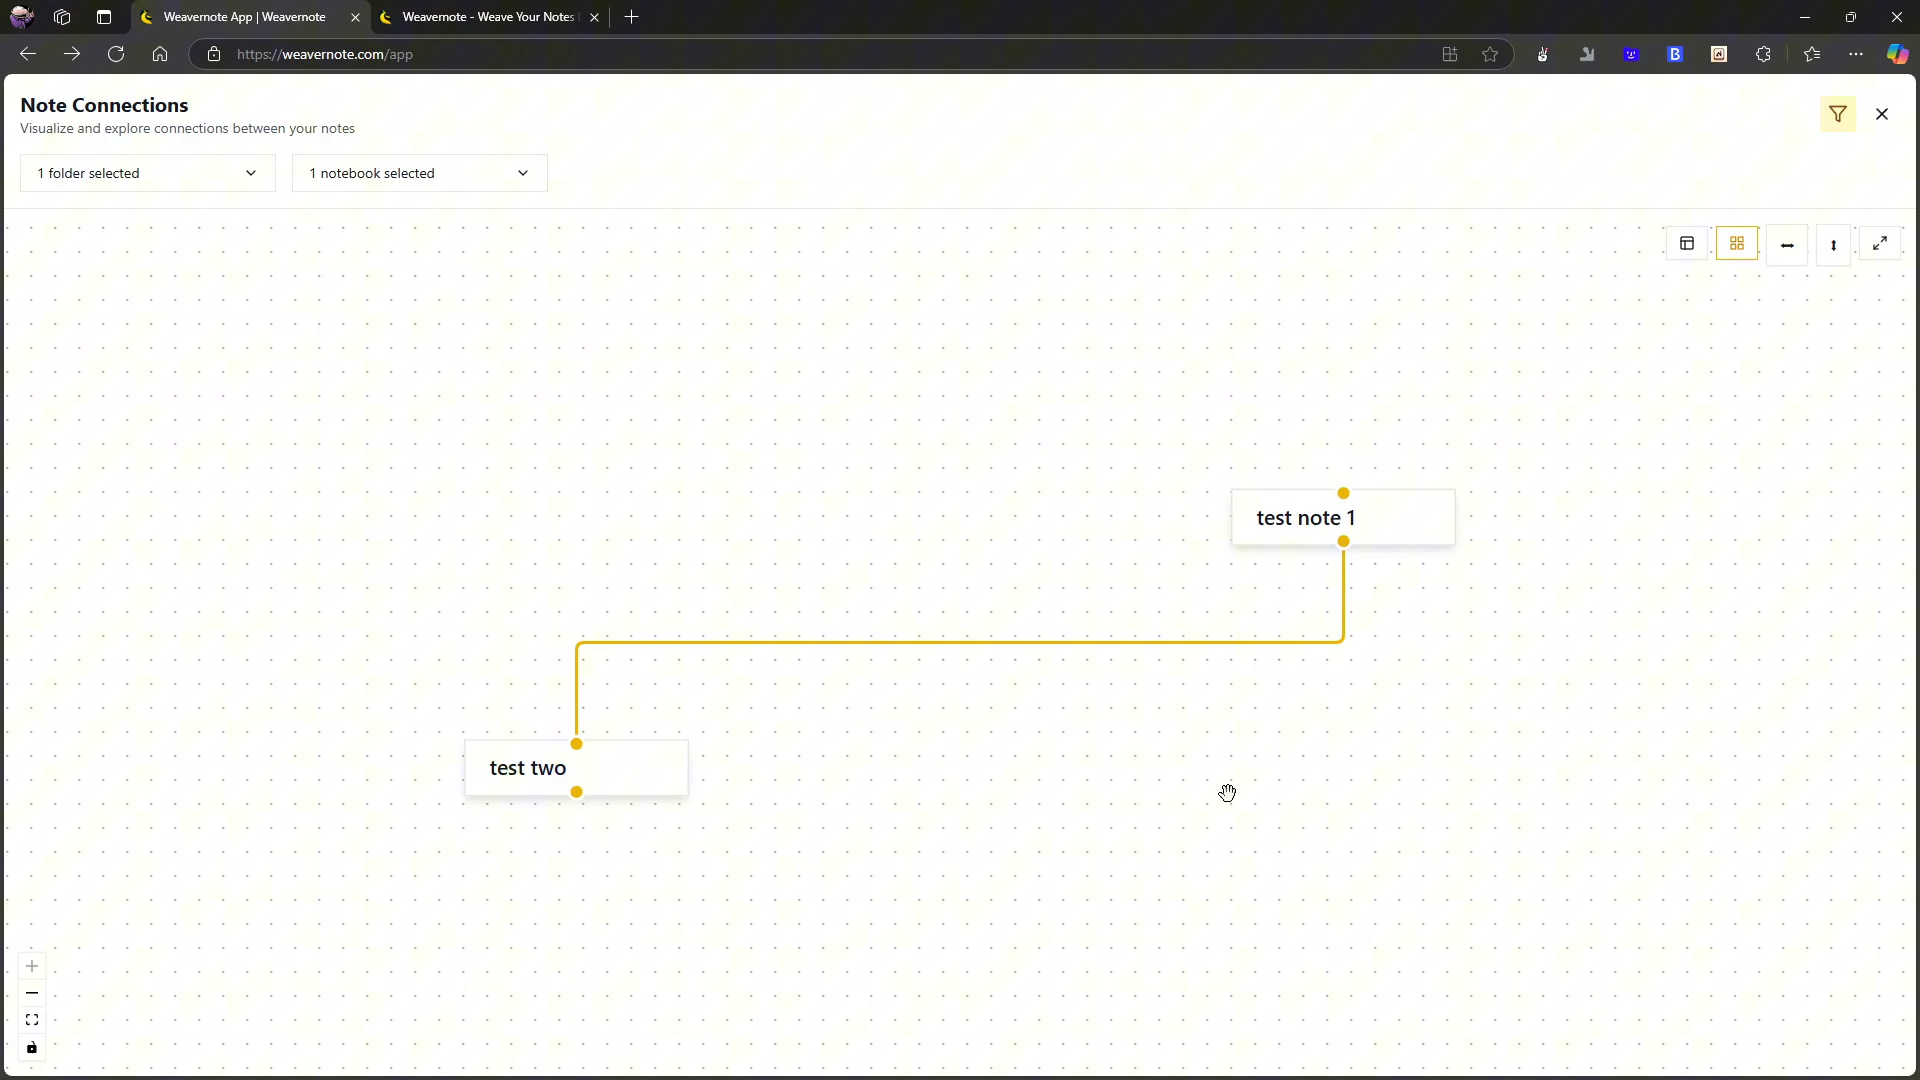 Weavernote App | Weavernote
Weavernote - Weave Your Notes
https://weavernote.com/app
Note Connections
Visualize and explore connections between your notes
1 folder selected
1 notebook selected
test note 1
test two